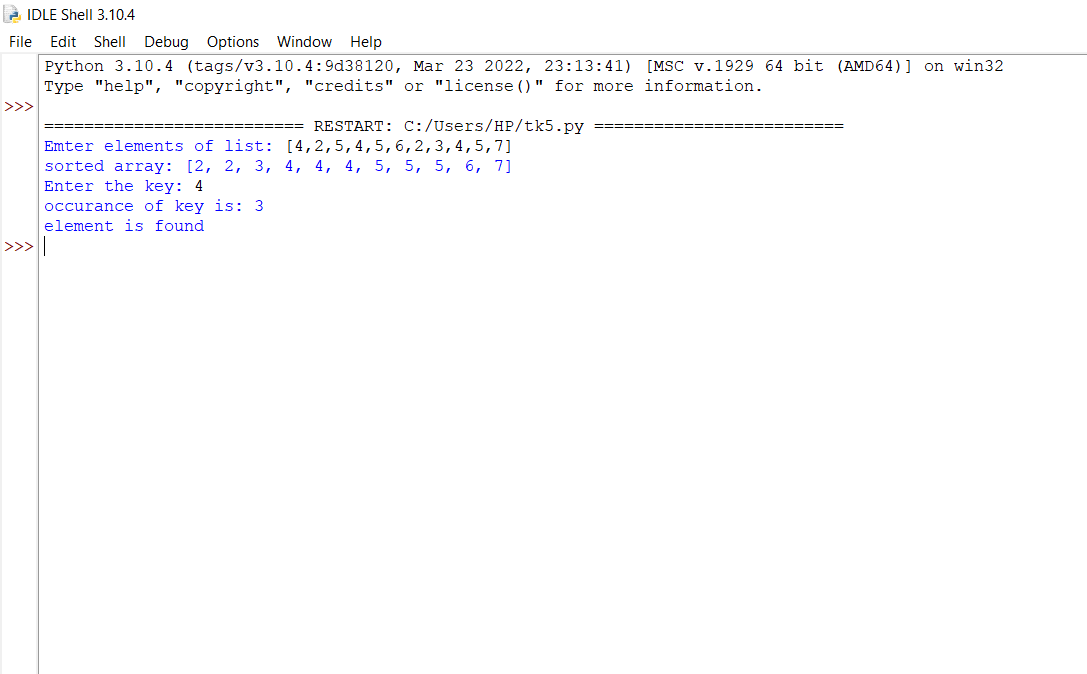 IDLE Shell 3.10.4
File Edit Shell Debug Options Window Help
Python 3.10.4 (tags/v3.10.4:9d38120, Mar 23 2022, 23:13:41) [MSC v.1929 64 bit (AMD64)] on win32
Type "help", "copyright", "credits" or "license()" for more information.
>>>
========================== RESTART: C:/Users/HP/tk5.py =========================
Emter elements of list: [4,2,5,4,5,6,2,3,4,5,7]
sorted array: [2, 2, 3, 4, 4, 4, 5, 5, 5, 6, 7]
Enter the key: 4
occurance of key is: 3
element is found
>>>